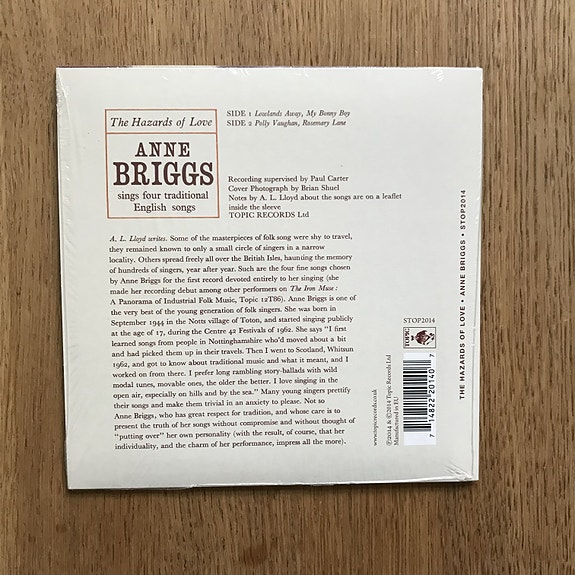 The Hazards of Love
ANNE
BRIGGS
sings four traditional
English songs
SIDE 1 Lowlands Away, My Bonny Boy
SIDE 2 Polly Vaughan, Rosemary Lane
Recording supervised by Paul Carter
Cover Photograph by Brian Shuel
Notes by A. L. Lloyd about the songs are on a leaflet
inside the sleeve
TOPIC RECORDS Ltd
A. L. Lloyd writes. Some of the masterpieces of folk song were shy to travel,
they remained known to only a small circle of singers in a narrow
locality. Others spread freely all over the British Isles, haunting the memory
of hundreds of singers, year after year. Such are the four fine songs chosen
by Anne Briggs for the first record devoted entirely to her singing (she
made her recording debut among other performers on The Iron Muse :
A Panorama of Industrial Folk Music, Topic 12T86). Anne Briggs is one of
the very best of the young generation of folk singers. She was born in
September 1944 in the Notts village of Toton, and started singing publicly
at the age of 17, during the Centre 42 Festivals of 1962. She says "I first
learned songs from people in Nottinghamshire who'd moved about a bit
and had picked them up in their travels. Then I went to Scotland, Whitsun
1962, and got to know about traditional music and what it meant, and I
worked on from there. I prefer long rambling story-ballads with wild
modal tunes, movable ones, the older the better. I love singing in the
open air, especially on hills and by the sea." Many young singers prettify
their songs and make them trivial in an anxiety to please. Not so
Anne Briggs, who has great respect for tradition, and whose care is to
present the truth of her songs without compromise and without thought of
"putting over" her own personality (with the result, of course, that her
individuality, and the charm of her performance, impress all the more).
www.topicrecords.co.uk
℗2014 & ©2014 Topic Records Ltd
Manufactured in EU
STOP2014
TOPIC
7 14822 20140 7
THE HAZARDS OF LOVE • ANNE BRIGGS • STOP2014